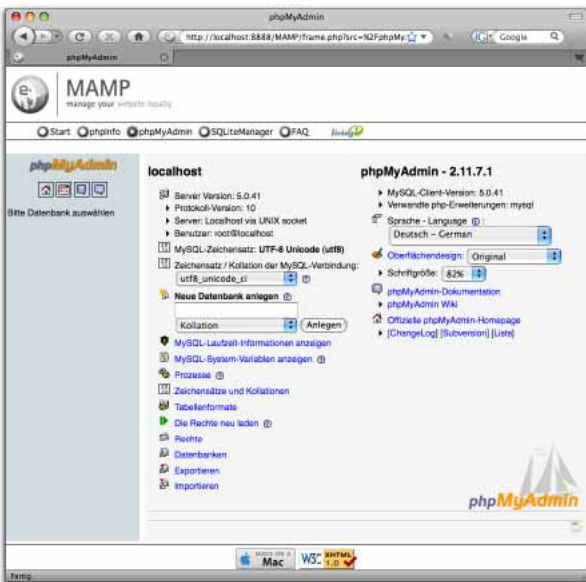 phpMyAdmin
http://localhost:8888/MAMP/frame.php?src=%2FphpMy
Google
phpMyAdmin
MAMP
manage your website locally
Start phpInfo phpMyAdmin SQLiteManager FAQ
phpMyAdmin
Bitte Datenbank auswählen
localhost
Server Version: 5.0.41
Protokoll-Version: 10
Server: Localhost via UNIX socket
Benutzer: root@localhost
MySQL-Zeichensatz: UTF-8 Unicode (utf8)
Zeichensatz / Kollation der MySQL-Verbindung:
utf8_unicode_ci
Neue Datenbank anlegen
Kollation Anlegen
MySQL-Laufzeit-Informationen anzeigen
MySQL-System-Variablen anzeigen
Prozesse
Zeichensätze und Kollationen
Tabellenformate
Die Rechte neu laden
Rechte
Datenbanken
Exportieren
Importieren
phpMyAdmin - 2.11.7.1
MySQL-Client-Version: 5.0.41
Verwandte php-Erweiterungen: mysql
Sprache - Language :
Deutsch - German
Oberflächendesign: Original
Schriftgröße: 82%
phpMyAdmin-Dokumentation
phpMyAdmin Wiki
Offizielle phpMyAdmin-Homepage
[ChangeLog] [Subversion] [Lists]
phpMyAdmin
MADE ON A
Mac
W3C XHTML 1.0
Fertig